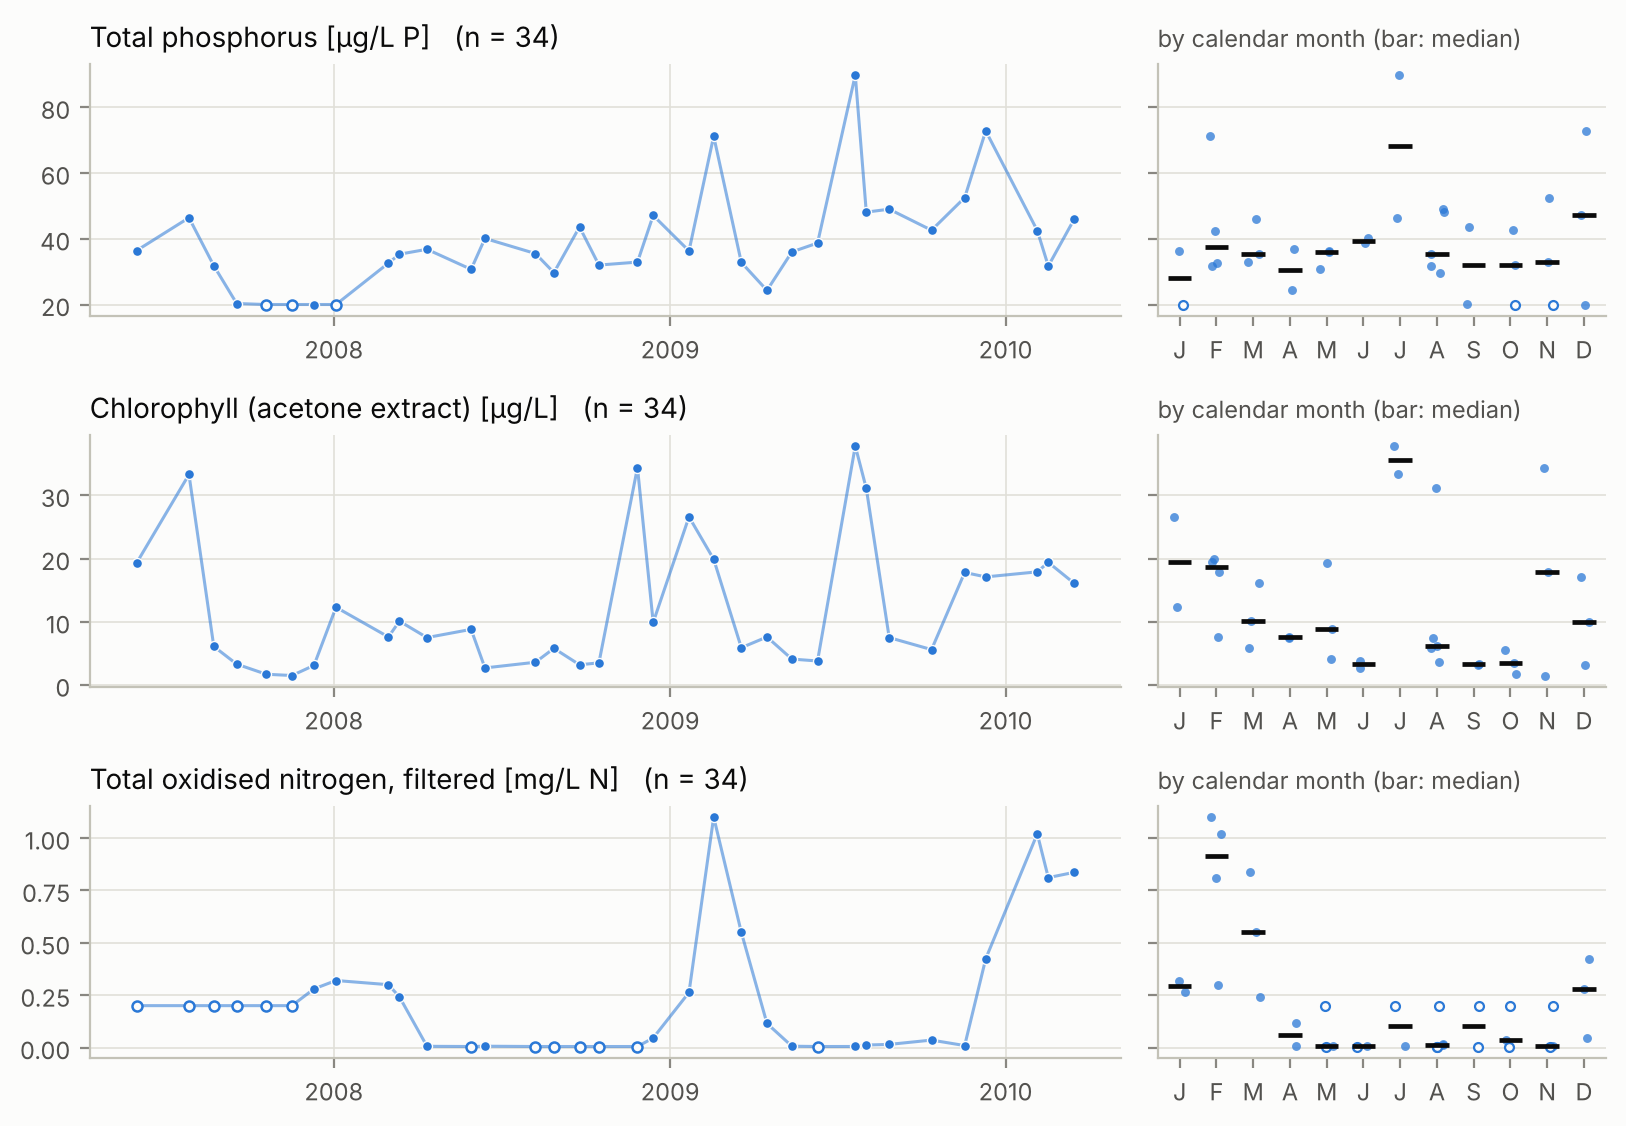 Total phosphorus [µg/L P]   (n = 34)
by calendar month (bar: median)
80
60
40
20
2008 2009 2010
J F M A M J J A S O N D
Chlorophyll (acetone extract) [µg/L]   (n = 34)
by calendar month (bar: median)
30
20
10
0
2008 2009 2010
J F M A M J J A S O N D
Total oxidised nitrogen, filtered [mg/L N]   (n = 34)
by calendar month (bar: median)
1.00
0.75
0.50
0.25
0.00
2008 2009 2010
J F M A M J J A S O N D